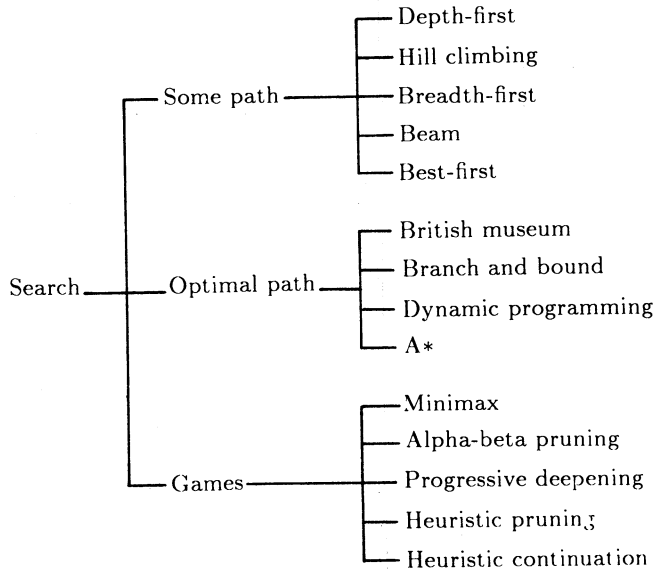 Depth-first
Hill climbing
Some path
Breadth-first
Beam
Best-first
British museum
Branch and bound
Search
Optimal path
Dynamic programming
A*
Minimax
Alpha-beta pruning
Games
Progressive deepening
Heuristic pruning
Heuristic continuation